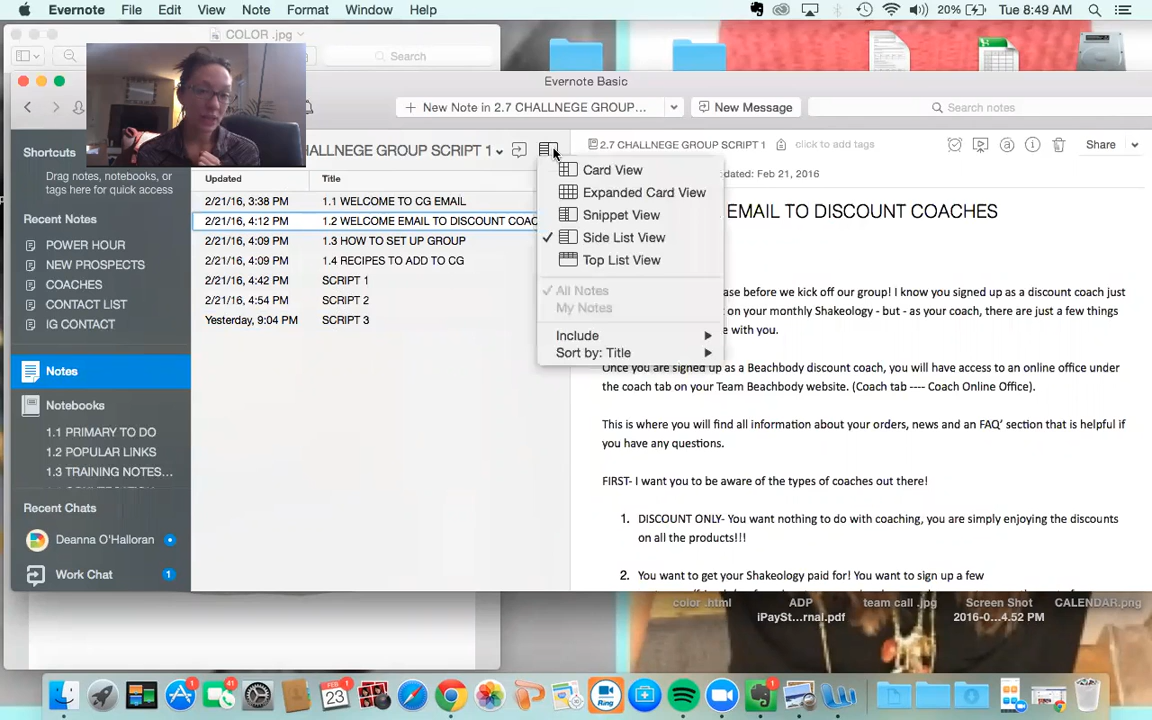 Evernote File Edit View Note Format Window Help 20% Tue 8:49 AM
COLOR .jpg
Search
Evernote Basic
New Note in 2.7 CHALLNEGE GROUP... New Message Search notes
Shortcuts
Drag notes, notebooks, or
tags here for quick access
Recent Notes
POWER HOUR
NEW PROSPECTS
COACHES
CONTACT LIST
IG CONTACT
Notes
Notebooks
1.1 PRIMARY TO DO
1.2 POPULAR LINKS
1.3 TRAINING NOTES...
Recent Chats
Deanna O'Halloran
Work Chat 1
CHALLNEGE GROUP SCRIPT 1
Updated Title
2/21/16, 3:38 PM 1.1 WELCOME TO CG EMAIL
2/21/16, 4:12 PM 1.2 WELCOME EMAIL TO DISCOUNT COAC
2/21/16, 4:09 PM 1.3 HOW TO SET UP GROUP
2/21/16, 4:09 PM 1.4 RECIPES TO ADD TO CG
2/21/16, 4:42 PM SCRIPT 1
2/21/16, 4:54 PM SCRIPT 2
Yesterday, 9:04 PM SCRIPT 3
Card View
Expanded Card View
Snippet View
Side List View
Top List View
All Notes
My Notes
Include
Sort by: Title
2.7 CHALLNEGE GROUP SCRIPT 1 click to add tags Share
dated: Feb 21, 2016
EMAIL TO DISCOUNT COACHES
ase before we kick off our group! I know you signed up as a discount coach just
on your monthly Shakeology - but - as your coach, there are just a few things
e with you.
Once you are signed up as a Beachbody discount coach, you will have access to an online office under
the coach tab on your Team Beachbody website. (Coach tab ---- Coach Online Office).
This is where you will find all information about your orders, news and an FAQ' section that is helpful if
you have any questions.
FIRST- I want you to be aware of the types of coaches out there!
1. DISCOUNT ONLY- You want nothing to do with coaching, you are simply enjoying the discounts
on all the products!!!
2. You want to get your Shakeology paid for! You want to sign up a few
color .html ADP team call .jpg Screen Shot CALENDAR.png
iPaySt...rnal.pdf 2016-0....4.52 PM
1 41 FEB 23 1 Ring 1